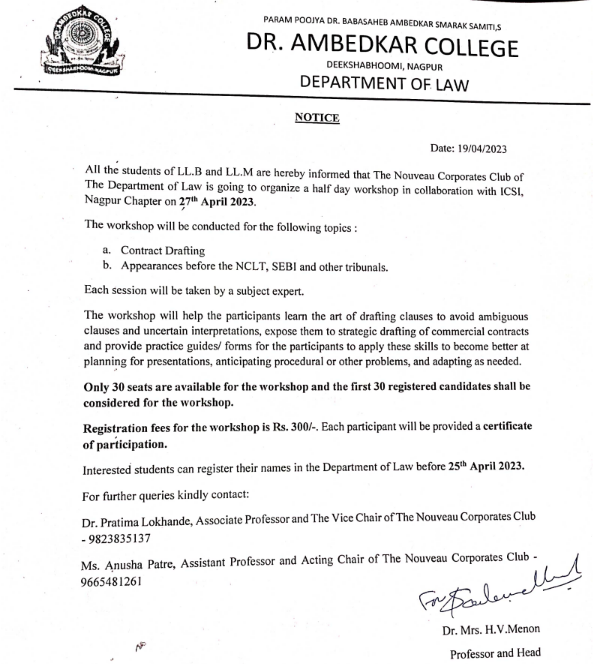 PARAM POOJYA DR. BABASAHEB AMBEDKAR SMARAK SAMITI,S
DR. AMBEDKAR COLLEGE
DEEKSHABHOOMI, NAGPUR
DEPARTMENT OF LAW
DR. AMBEDKAR COLLEGE
DEEKSHABHOOMI-NAGPUR
NOTICE
Date: 19/04/2023
All the students of LL.B and LL.M are hereby informed that The Nouveau Corporates Club of
The Department of Law is going to organize a half day workshop in collaboration with ICSI,
Nagpur Chapter on 27th April 2023.
The workshop will be conducted for the following topics :
a. Contract Drafting
b. Appearances before the NCLT, SEBI and other tribunals.
Each session will be taken by a subject expert.
The workshop will help the participants learn the art of drafting clauses to avoid ambiguous
clauses and uncertain interpretations, expose them to strategic drafting of commercial contracts
and provide practice guides/ forms for the participants to apply these skills to become better at
planning for presentations, anticipating procedural or other problems, and adapting as needed.
Only 30 seats are available for the workshop and the first 30 registered candidates shall be
considered for the workshop.
Registration fees for the workshop is Rs. 300/-. Each participant will be provided a certificate
of participation.
Interested students can register their names in the Department of Law before 25th April 2023.
For further queries kindly contact:
Dr. Pratima Lokhande, Associate Professor and The Vice Chair of The Nouveau Corporates Club
- 9823835137
Ms. Anusha Patre, Assistant Professor and Acting Chair of The Nouveau Corporates Club -
9665481261
For
Dr. Mrs. H.V.Menon
Professor and Head